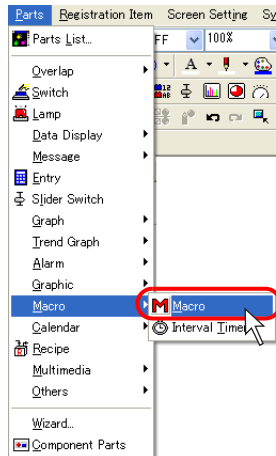 Parts Registration Item Screen Setting Sy
Parts List...
FF 100%
Overlap
A
Switch
Lamp
Data Display
Message
Entry
Slider Switch
Graph
Trend Graph
Alarm
Graphic
Macro
Macro
Calendar
Interval Timer
Recipe
Multimedia
Others
Wizard...
Component Parts